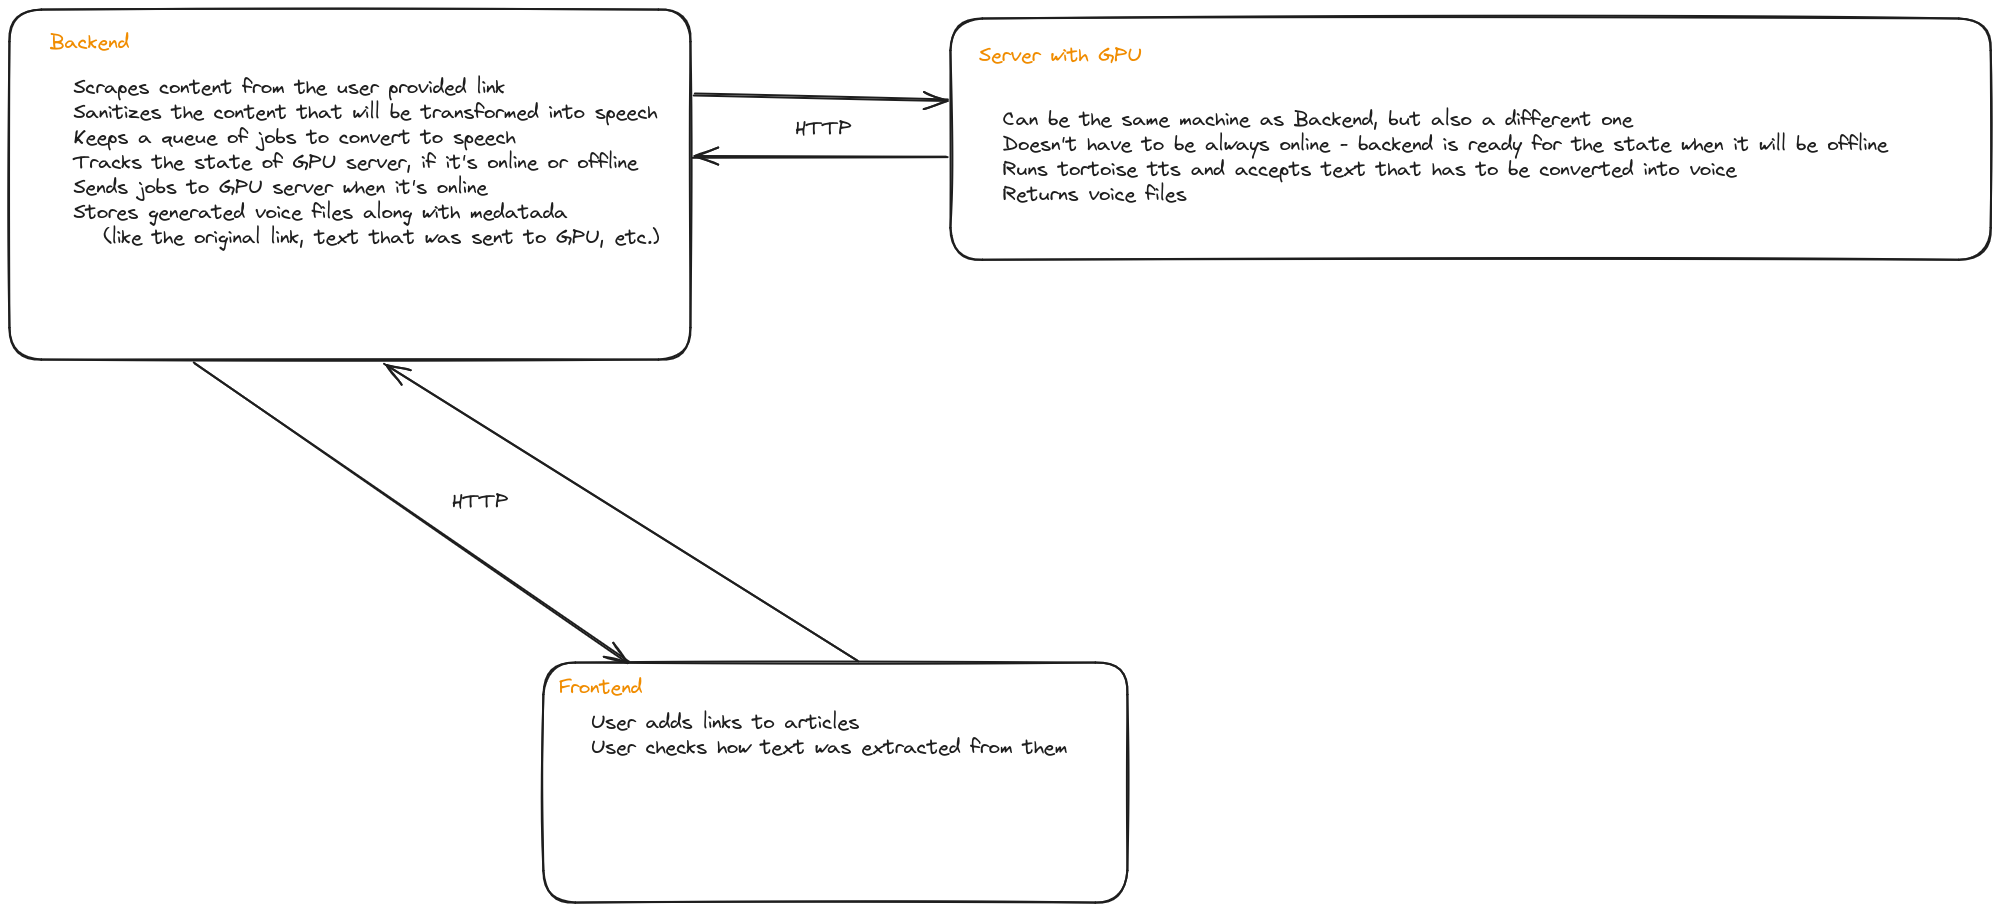 Backend
Scrapes content from the user provided link
Sanitizes the content that will be transformed into speech
Keeps a queue of jobs to convert to speech
Tracks the state of GPU server, if it's online or offline
Sends jobs to GPU server when it's online
Stores generated voice files along with medatada
(like the original link, text that was sent to GPU, etc.)
HTTP
Server with GPU
Can be the same machine as Backend, but also a different one
Doesn't have to be always online - backend is ready for the state when it will be offline
Runs tortoise tts and accepts text that has to be converted into voice
Returns voice files
HTTP
Frontend
User adds links to articles
User checks how text was extracted from them